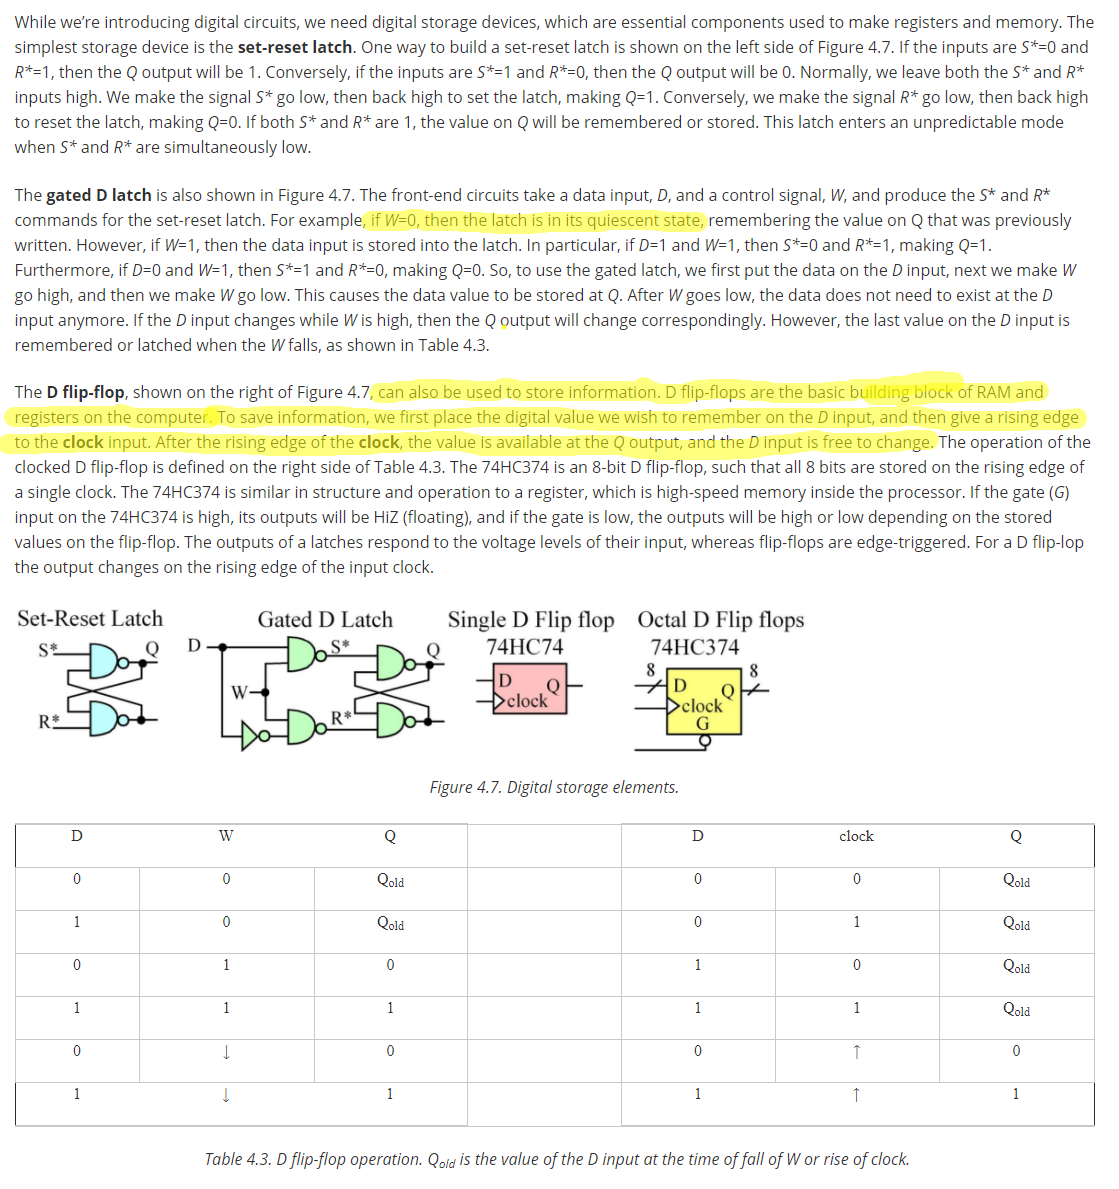 While we’re introducing digital circuits, we need digital storage devices, which are essential components used to make registers and memory. The
simplest storage device is the set-reset latch. One way to build a set-reset latch is shown on the left side of Figure 4.7. If the inputs are S*=0 and
R*=1, then the Q output will be 1. Conversely, if the inputs are S*=1 and R*=0, then the Q output will be 0. Normally, we leave both the S* and R*
inputs high. We make the signal S* go low, then back high to set the latch, making Q=1. Conversely, we make the signal R* go low, then back high
to reset the latch, making Q=0. If both S* and R* are 1, the value on Q will be remembered or stored. This latch enters an unpredictable mode
when S* and R* are simultaneously low.
The gated D latch is also shown in Figure 4.7. The front-end circuits take a data input, D, and a control signal, W, and produce the S* and R*
commands for the set-reset latch. For example, if W=0, then the latch is in its quiescent state, remembering the value on Q that was previously
written. However, if W=1, then the data input is stored into the latch. In particular, if D=1 and W=1, then S*=0 and R*=1, making Q=1.
Furthermore, if D=0 and W=1, then S*=1 and R*=0, making Q=0. So, to use the gated latch, we first put the data on the D input, next we make W
go high, and then we make W go low. This causes the data value to be stored at Q. After W goes low, the data does not need to exist at the D
input anymore. If the D input changes while W is high, then the Q output will change correspondingly. However, the last value on the D input is
remembered or latched when the W falls, as shown in Table 4.3.
The D flip-flop, shown on the right of Figure 4.7, can also be used to store information. D flip-flops are the basic building block of RAM and
registers on the computer. To save information, we first place the digital value we wish to remember on the D input, and then give a rising edge
to the clock input. After the rising edge of the clock, the value is available at the Q output, and the D input is free to change. The operation of the
clocked D flip-flop is defined on the right side of Table 4.3. The 74HC374 is an 8-bit D flip-flop, such that all 8 bits are stored on the rising edge of
a single clock. The 74HC374 is similar in structure and operation to a register, which is high-speed memory inside the processor. If the gate (G)
input on the 74HC374 is high, its outputs will be HiZ (floating), and if the gate is low, the outputs will be high or low depending on the stored
values on the flip-flop. The outputs of a latches respond to the voltage levels of their input, whereas flip-flops are edge-triggered. For a D flip-lop
the output changes on the rising edge of the input clock.
Set-Reset Latch Gated D Latch Single D Flip flop Octal D Flip flops
74HC74 74HC374
S* Q D S* Q D Q 8 D Q 8
W clock clock
R* R* G
Figure 4.7. Digital storage elements.
D W Q D clock Q
0 0 Qold 0 0 Qold
1 0 Qold 0 1 Qold
0 1 0 1 0 Qold
1 1 1 1 1 Qold
0 ↓ 0 0 ↑ 0
1 ↓ 1 1 ↑ 1
Table 4.3. D flip-flop operation. Qold is the value of the D input at the time of fall of W or rise of clock.